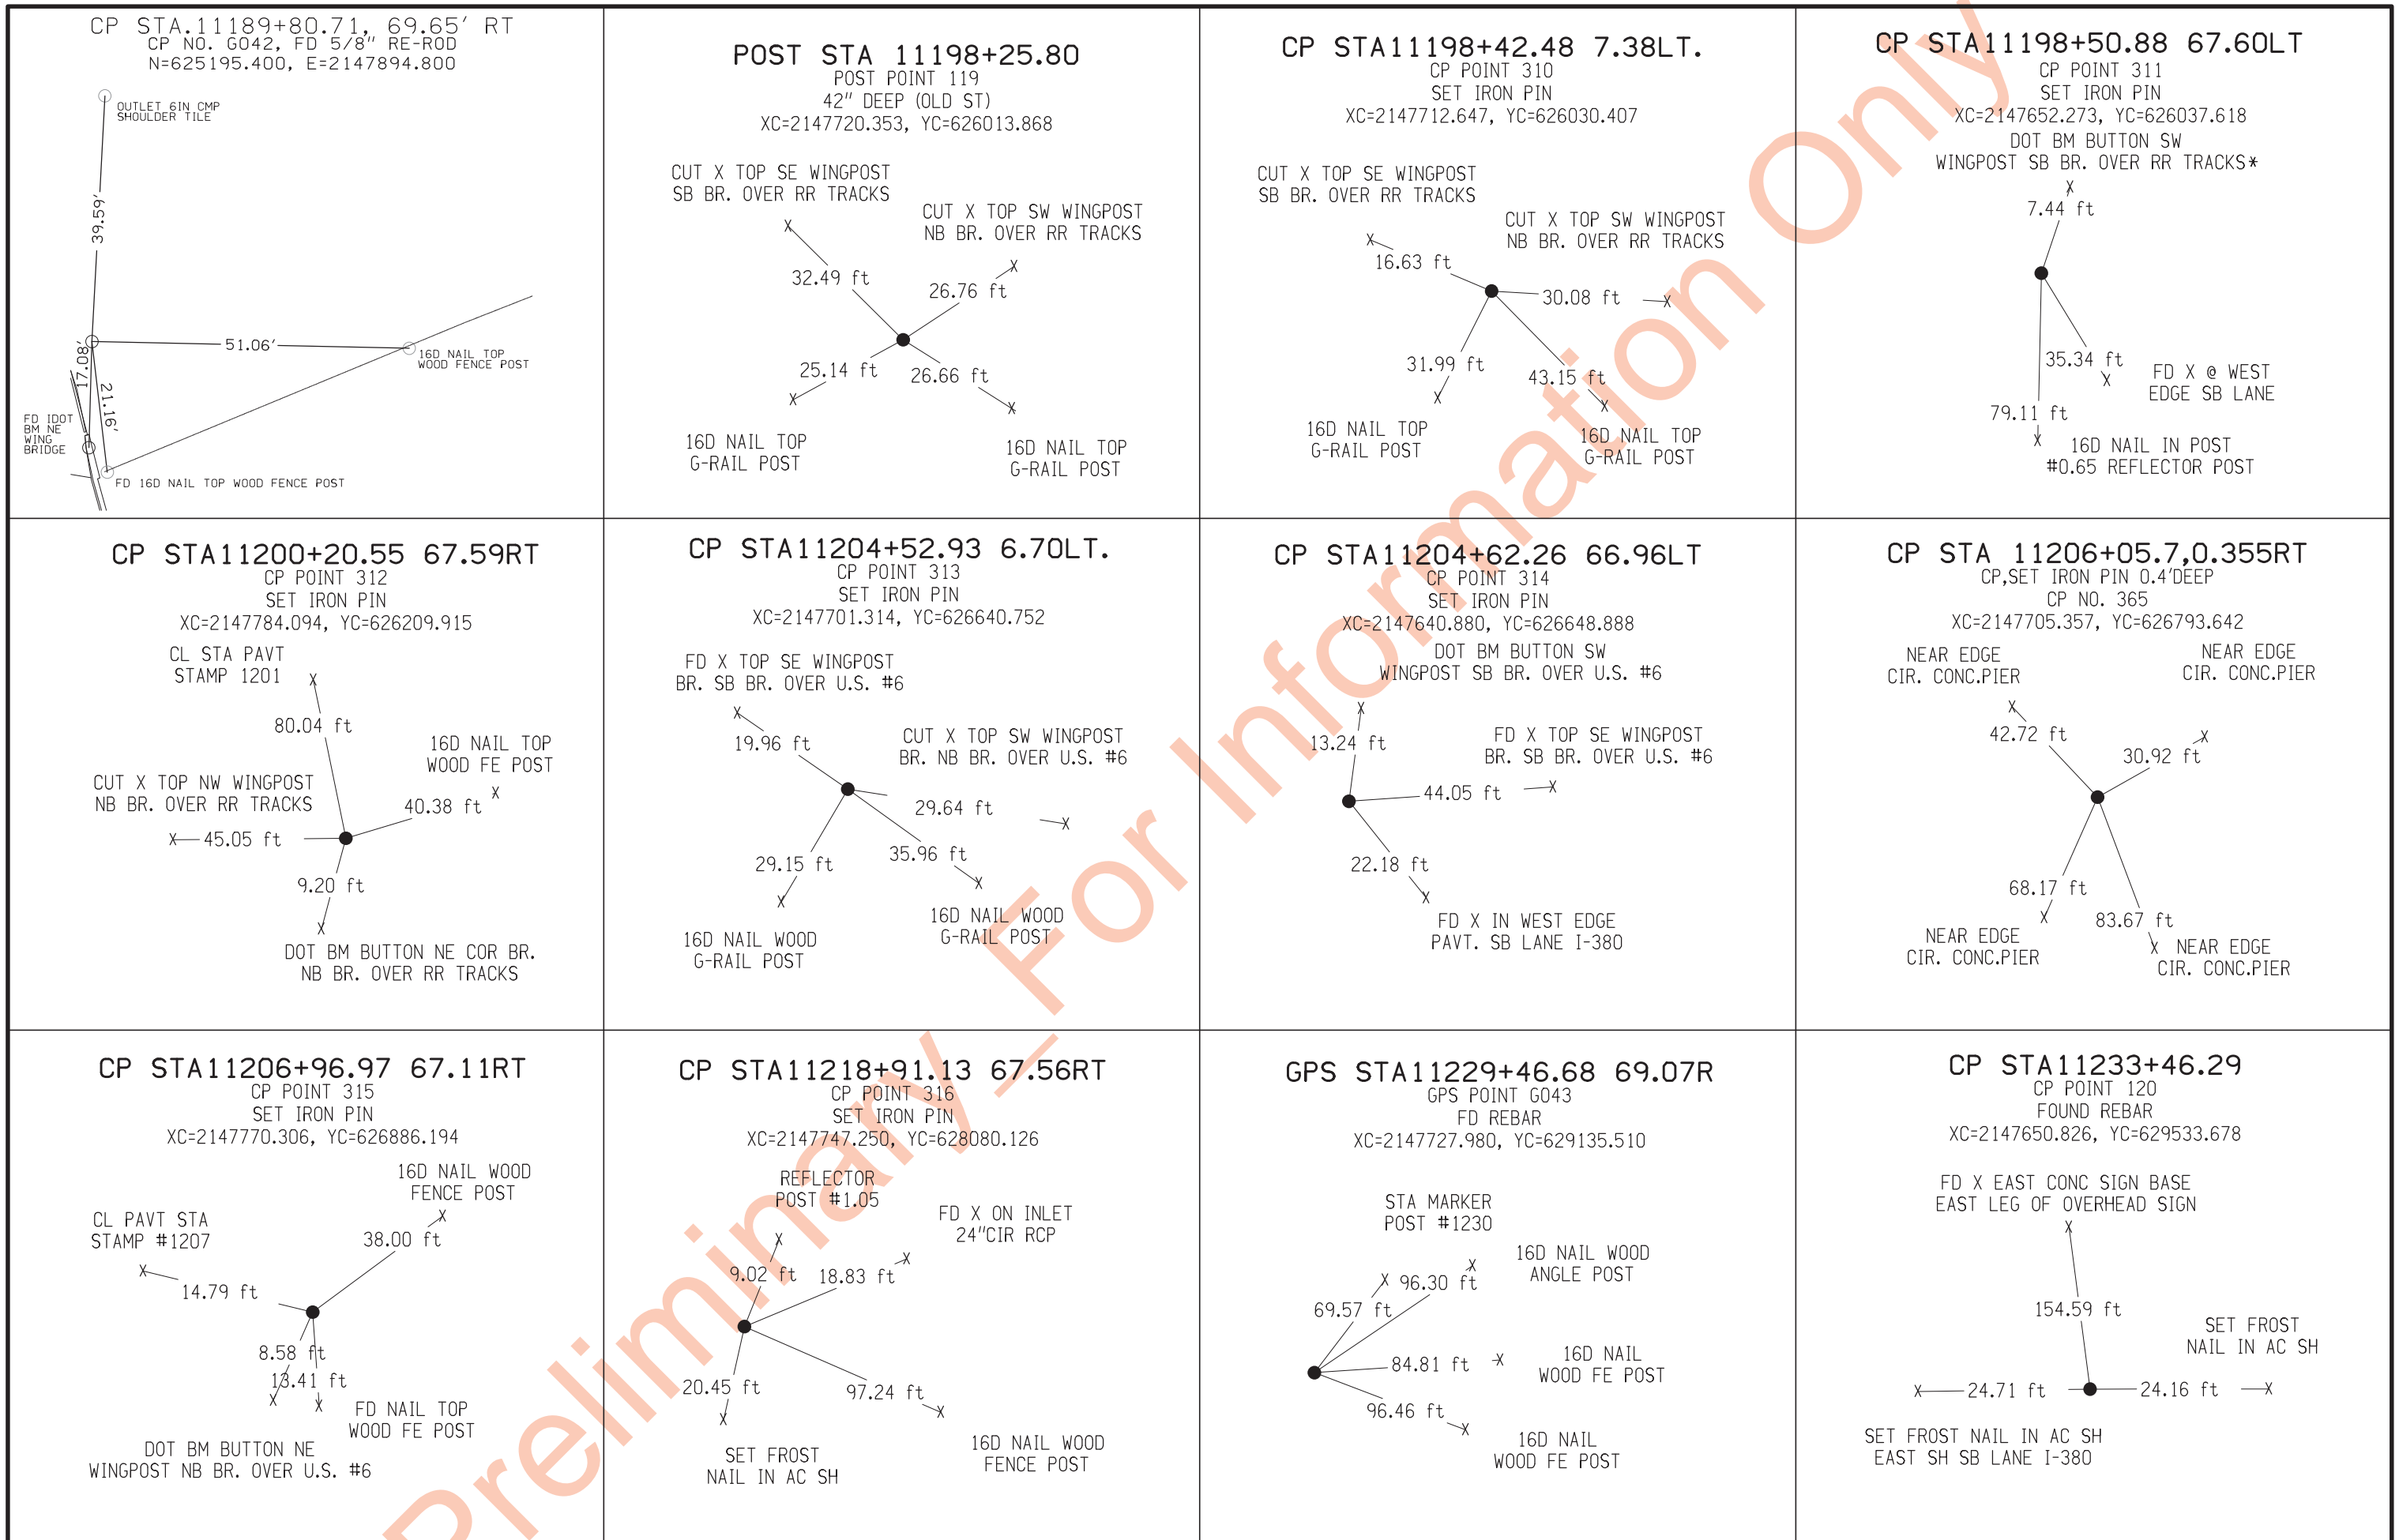 CP STA.11189+80.71, 69.65' RT
CP NO. G042, FD 5/8" RE-ROD
N=625195.400, E=2147894.800
OUTLET 6IN CMP
SHOULDER TILE
39.59'
51.06'
16D NAIL TOP
WOOD FENCE POST
17.08'
21.16'
FD IDOT
BM NE
WING
BRIDGE
FD 16D NAIL TOP WOOD FENCE POST
POST STA 11198+25.80
POST POINT 119
42" DEEP (OLD ST)
XC=2147720.353, YC=626013.868
CUT X TOP SE WINGPOST
SB BR. OVER RR TRACKS
CUT X TOP SW WINGPOST
NB BR. OVER RR TRACKS
X
X
32.49 ft
26.76 ft
25.14 ft
26.66 ft
X
X
16D NAIL TOP
G-RAIL POST
16D NAIL TOP
G-RAIL POST
CP STA11198+42.48 7.38LT.
CP POINT 310
SET IRON PIN
XC=2147712.647, YC=626030.407
CUT X TOP SE WINGPOST
SB BR. OVER RR TRACKS
CUT X TOP SW WINGPOST
NB BR. OVER RR TRACKS
X
16.63 ft
30.08 ft
X
31.99 ft
43.15 ft
X
X
16D NAIL TOP
G-RAIL POST
16D NAIL TOP
G-RAIL POST
CP STA11198+50.88 67.60LT
CP POINT 311
SET IRON PIN
XC=2147652.273, YC=626037.618
DOT BM BUTTON SW
WINGPOST SB BR. OVER RR TRACKS*
X
7.44 ft
35.34 ft
X
FD X @ WEST
EDGE SB LANE
79.11 ft
X
16D NAIL IN POST
#0.65 REFLECTOR POST
CP STA11200+20.55 67.59RT
CP POINT 312
SET IRON PIN
XC=2147784.094, YC=626209.915
CL STA PAVT
STAMP 1201
X
80.04 ft
16D NAIL TOP
WOOD FE POST
X
40.38 ft
CUT X TOP NW WINGPOST
NB BR. OVER RR TRACKS
X
45.05 ft
9.20 ft
X
DOT BM BUTTON NE COR BR.
NB BR. OVER RR TRACKS
CP STA11204+52.93 6.70LT.
CP POINT 313
SET IRON PIN
XC=2147701.314, YC=626640.752
FD X TOP SE WINGPOST
BR. SB BR. OVER U.S. #6
X
19.96 ft
CUT X TOP SW WINGPOST
BR. NB BR. OVER U.S. #6
29.64 ft
X
29.15 ft
35.96 ft
X
X
16D NAIL WOOD
G-RAIL POST
16D NAIL WOOD
G-RAIL POST
CP STA11204+62.26 66.96LT
CP POINT 314
SET IRON PIN
XC=2147640.880, YC=626648.888
DOT BM BUTTON SW
WINGPOST SB BR. OVER U.S. #6
X
13.24 ft
FD X TOP SE WINGPOST
BR. SB BR. OVER U.S. #6
44.05 ft
X
22.18 ft
X
FD X IN WEST EDGE
PAVT. SB LANE I-380
CP STA 11206+05.7,0.355RT
CP,SET IRON PIN 0.4'DEEP
CP NO. 365
XC=2147705.357, YC=626793.642
NEAR EDGE
CIR. CONC.PIER
NEAR EDGE
CIR. CONC.PIER
X
42.72 ft
X
30.92 ft
68.17 ft
X
83.67 ft
NEAR EDGE
CIR. CONC.PIER
X NEAR EDGE
CIR. CONC.PIER
CP STA11206+96.97 67.11RT
CP POINT 315
SET IRON PIN
XC=2147770.306, YC=626886.194
16D NAIL WOOD
FENCE POST
X
38.00 ft
CL PAVT STA
STAMP #1207
X
14.79 ft
8.58 ft
13.41 ft
X
X
FD NAIL TOP
WOOD FE POST
DOT BM BUTTON NE
WINGPOST NB BR. OVER U.S. #6
CP STA11218+91.13 67.56RT
CP POINT 316
SET IRON PIN
XC=2147747.250, YC=628080.126
REFLECTOR
POST #1.05
X
9.02 ft
FD X ON INLET
24"CIR RCP
18.83 ft
X
20.45 ft
X
97.24 ft
X
SET FROST
NAIL IN AC SH
16D NAIL WOOD
FENCE POST
GPS STA11229+46.68 69.07R
GPS POINT G043
FD REBAR
XC=2147727.980, YC=629135.510
STA MARKER
POST #1230
X
69.57 ft
X
96.30 ft
16D NAIL WOOD
ANGLE POST
84.81 ft
X
16D NAIL
WOOD FE POST
96.46 ft
X
16D NAIL
WOOD FE POST
CP STA11233+46.29
CP POINT 120
FOUND REBAR
XC=2147650.826, YC=629533.678
FD X EAST CONC SIGN BASE
EAST LEG OF OVERHEAD SIGN
X
154.59 ft
SET FROST
NAIL IN AC SH
X
24.71 ft
24.16 ft
X
SET FROST NAIL IN AC SH
EAST SH SB LANE I-380
Preliminary_For Information Only